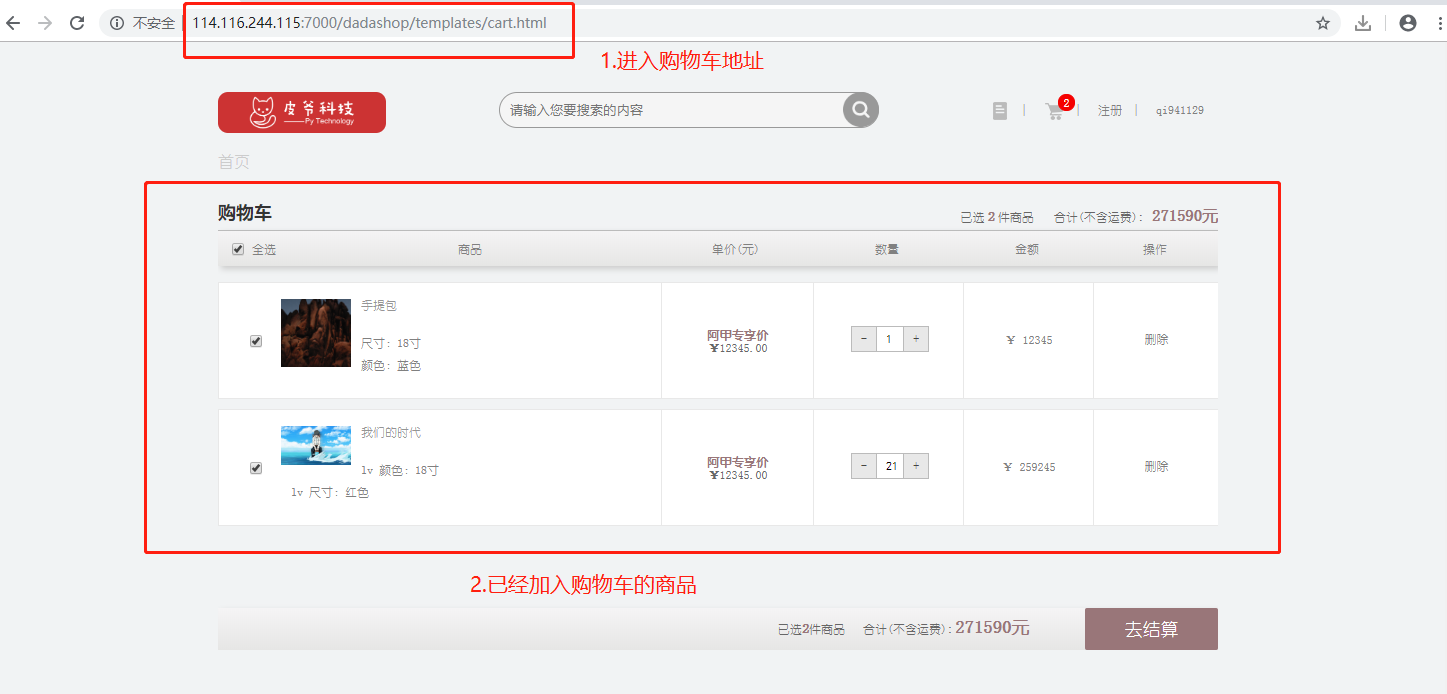 不安全 114.116.244.115:7000/dadashop/templates/cart.html
1.进入购物车地址
皮爷科技
Py Technology
请输入您要搜索的内容
2
注册
qi941129
首页
购物车
已选 2 件商品 合计(不含运费): 271590元
全选 商品 单价(元) 数量 金额 操作
手提包
尺寸: 18寸
颜色: 蓝色
阿甲专享价
¥12345.00
- 1 +
¥ 12345
删除
我们的时代
lv 颜色: 18寸
lv 尺寸: 红色
阿甲专享价
¥12345.00
- 21 +
¥ 259245
删除
2.已经加入购物车的商品
已选2件商品 合计(不含运费): 271590元
去结算